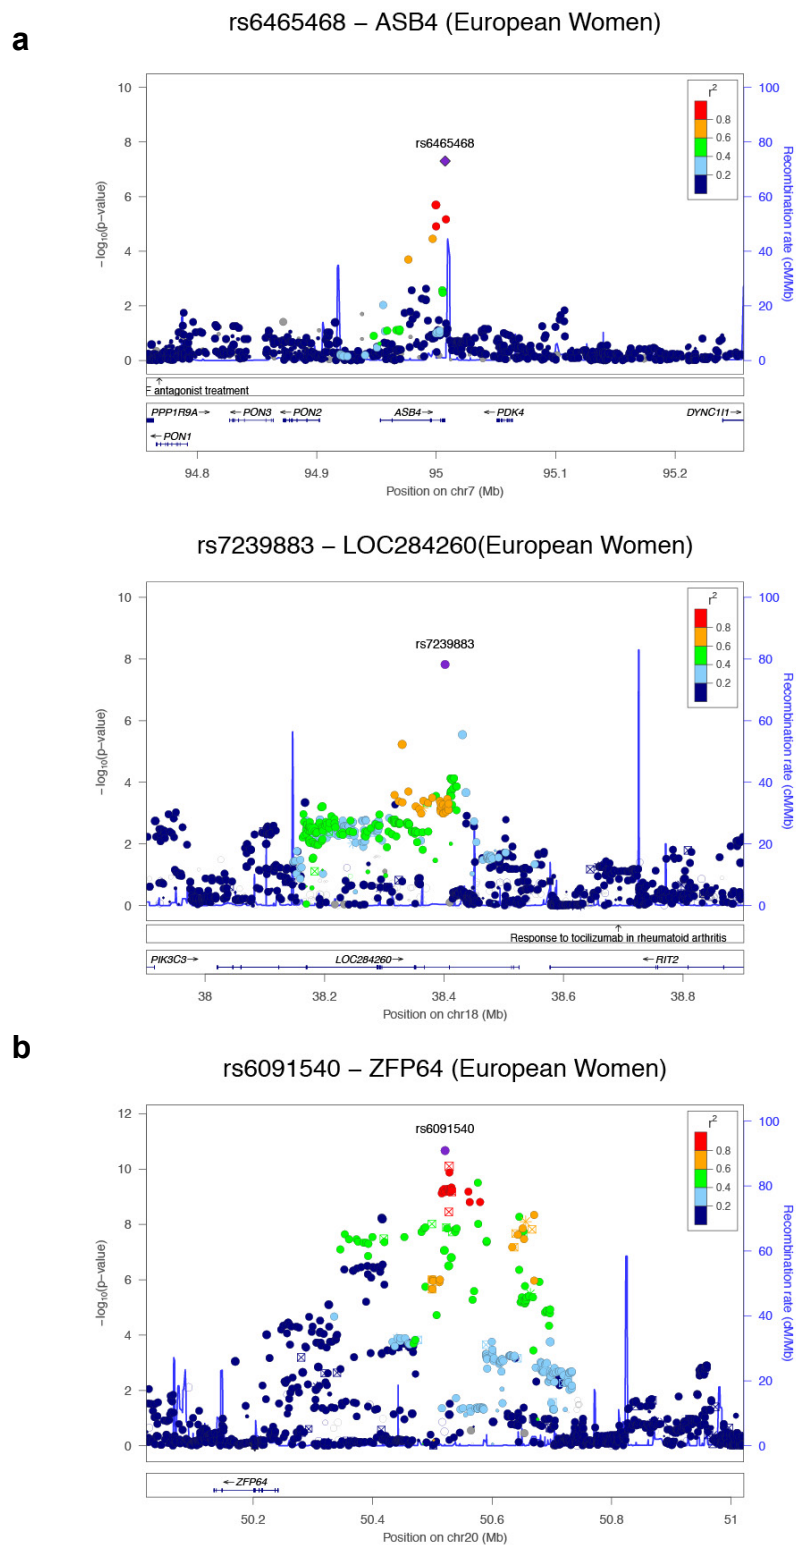 a
rs6465468 – ASB4 (European Women)
10
8
6
4
2
0
100
80
60
40
20
0
− log10(p−value)
Recombination rate (cM/Mb)
r2
0.8
0.6
0.4
0.2
rs6465468
F antagonist treatment
PPP1R9A
PON3
PON2
ASB4
PDK4
DYNC1I1
PON1
94.8 94.9 95 95.1 95.2
Position on chr7 (Mb)
rs7239883 – LOC284260(European Women)
10
8
6
4
2
0
100
80
60
40
20
0
− log10(p−value)
Recombination rate (cM/Mb)
r2
0.8
0.6
0.4
0.2
rs7239883
Response to tocilizumab in rheumatoid arthritis
PIK3C3
LOC284260
RIT2
38 38.2 38.4 38.6 38.8
Position on chr18 (Mb)
b
rs6091540 – ZFP64 (European Women)
12
10
8
6
4
2
0
100
80
60
40
20
0
− log10(p−value)
Recombination rate (cM/Mb)
r2
0.8
0.6
0.4
0.2
rs6091540
ZFP64
50.2 50.4 50.6 50.8 51
Position on chr20 (Mb)